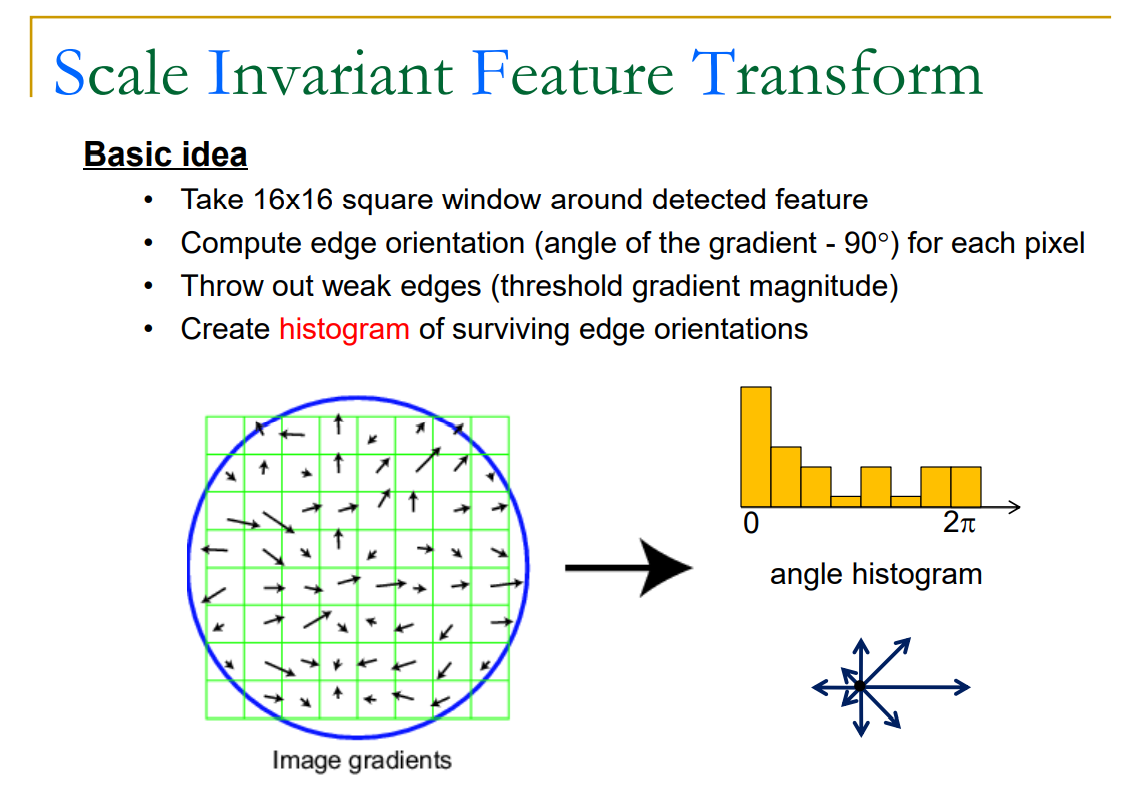 Scale Invariant Feature Transform
Basic idea
• Take 16x16 square window around detected feature
• Compute edge orientation (angle of the gradient - 90°) for each pixel
• Throw out weak edges (threshold gradient magnitude)
• Create histogram of surviving edge orientations
0 2π
angle histogram
Image gradients